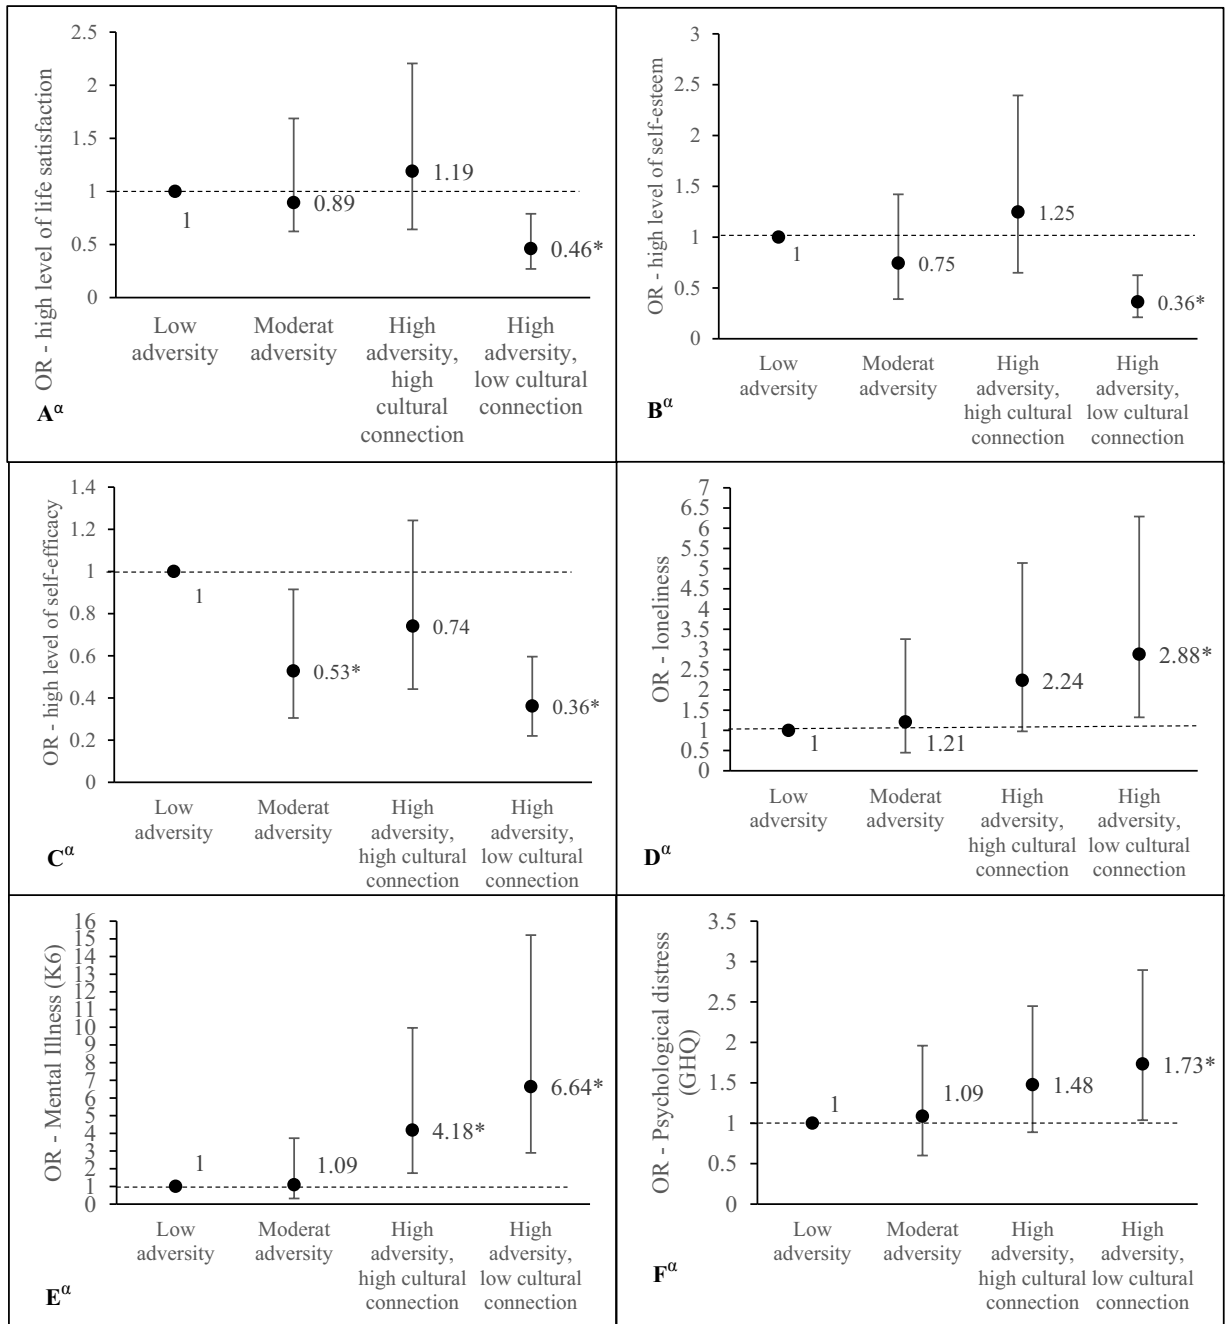 OR - high level of life satisfaction
2.5
2
1.5
1
0.5
0
1
0.89
1.19
0.46*
Low
adversity
Moderat
adversity
High
adversity,
high
cultural
connection
High
adversity,
low cultural
connection
Aα
OR - high level of self-esteem
3
2.5
2
1.5
1
0.5
0
1
0.75
1.25
0.36*
Low
adversity
Moderat
adversity
High
adversity,
high cultural
connection
High
adversity,
low cultural
connection
Bα
OR - high level of self-efficacy
1.4
1.2
1
0.8
0.6
0.4
0.2
0
1
0.53*
0.74
0.36*
Low
adversity
Moderat
adversity
High
adversity,
high cultural
connection
High
adversity,
low cultural
connection
Cα
OR - loneliness
7
6.5
6
5.5
5
4.5
4
3.5
3
2.5
2
1.5
1
0.5
0
1
1.21
2.24
2.88*
Low
adversity
Moderat
adversity
High
adversity,
high cultural
connection
High
adversity,
low cultural
connection
Dα
OR - Mental Illness (K6)
16
15
14
13
12
11
10
9
8
7
6
5
4
3
2
1
0
1
1.09
4.18*
6.64*
Low
adversity
Moderat
adversity
High
adversity,
high cultural
connection
High
adversity,
low cultural
connection
Eα
OR - Psychological distress
(GHQ)
3.5
3
2.5
2
1.5
1
0.5
0
1
1.09
1.48
1.73*
Low
adversity
Moderat
adversity
High
adversity,
high cultural
connection
High
adversity,
low cultural
connection
Fα